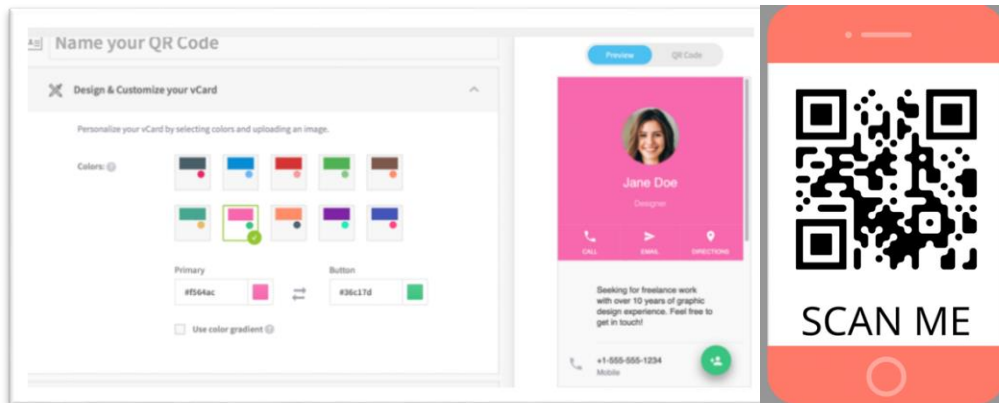 Name your QR Code
Design & Customize your vCard
Personalize your vCard by selecting colors and uploading an image.
Colors:
Primary
Button
#f564ac
#36c17d
Use color gradient
Preview
QR Code
Jane Doe
Designer
CALL
EMAIL
DIRECTIONS
Seeking for freelance work
with over 10 years of graphic
design experience. Feel free to
get in touch!
+1-555-555-1234
Mobile
SCAN ME